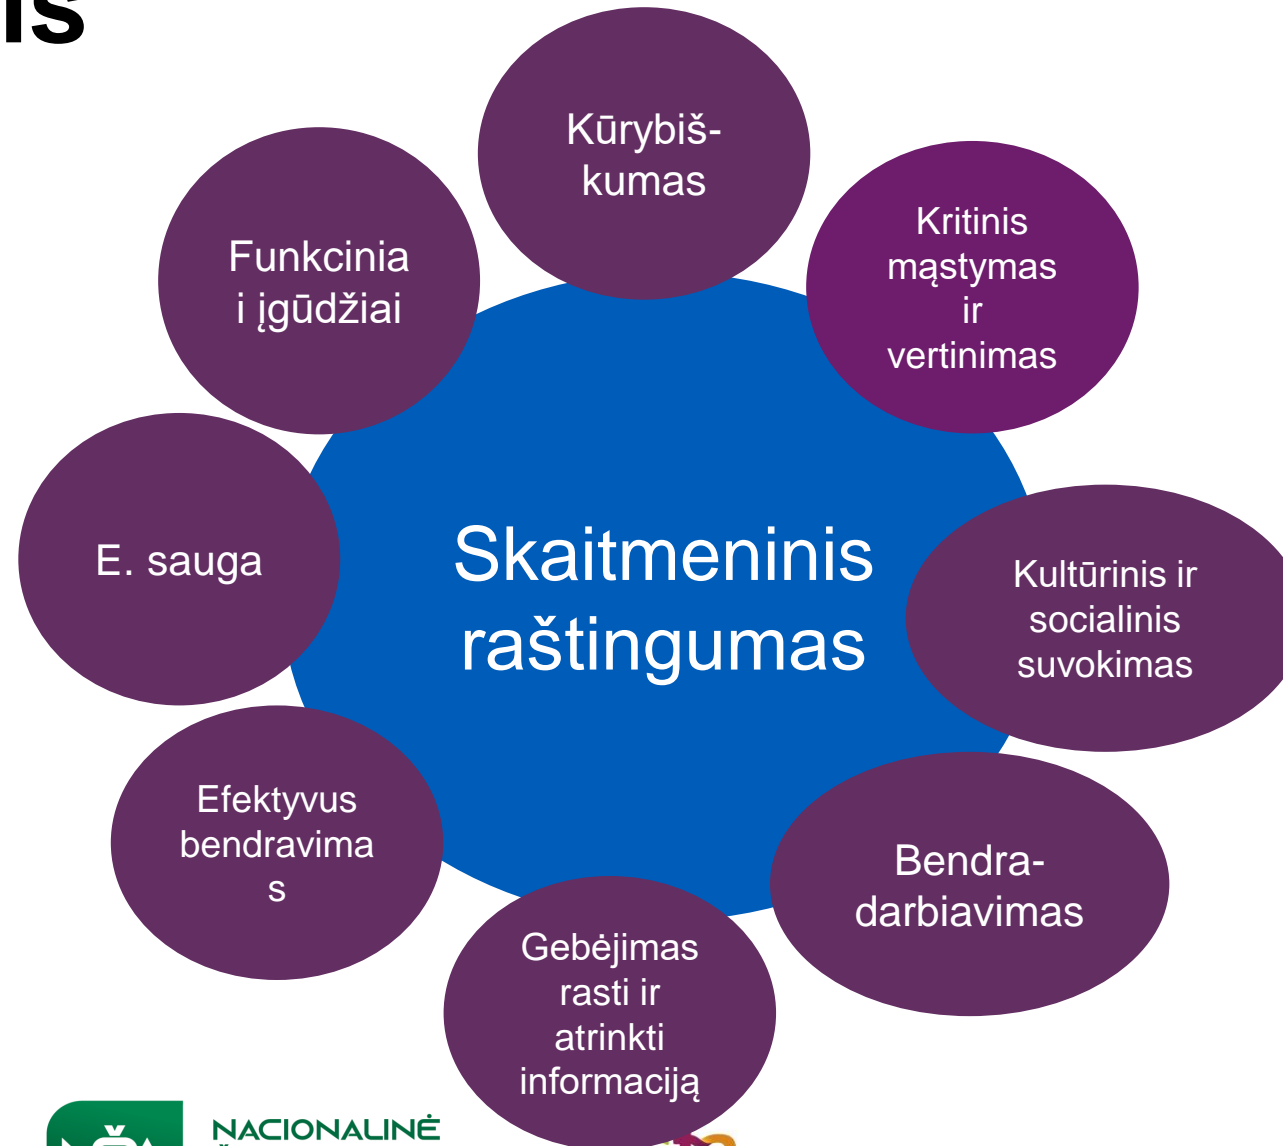 is
Kūrybiš-
kumas
Kritinis
mąstymas
ir
vertinimas
Kultūrinis ir
socialinis
suvokimas
Bendra-
darbiavimas
Gebėjimas
rasti ir
atrinkti
informaciją
Efektyvus
bendravima
s
E. sauga
Funkcinia
i įgūdžiai
Skaitmeninis
raštingumas
NACIONALINĖ